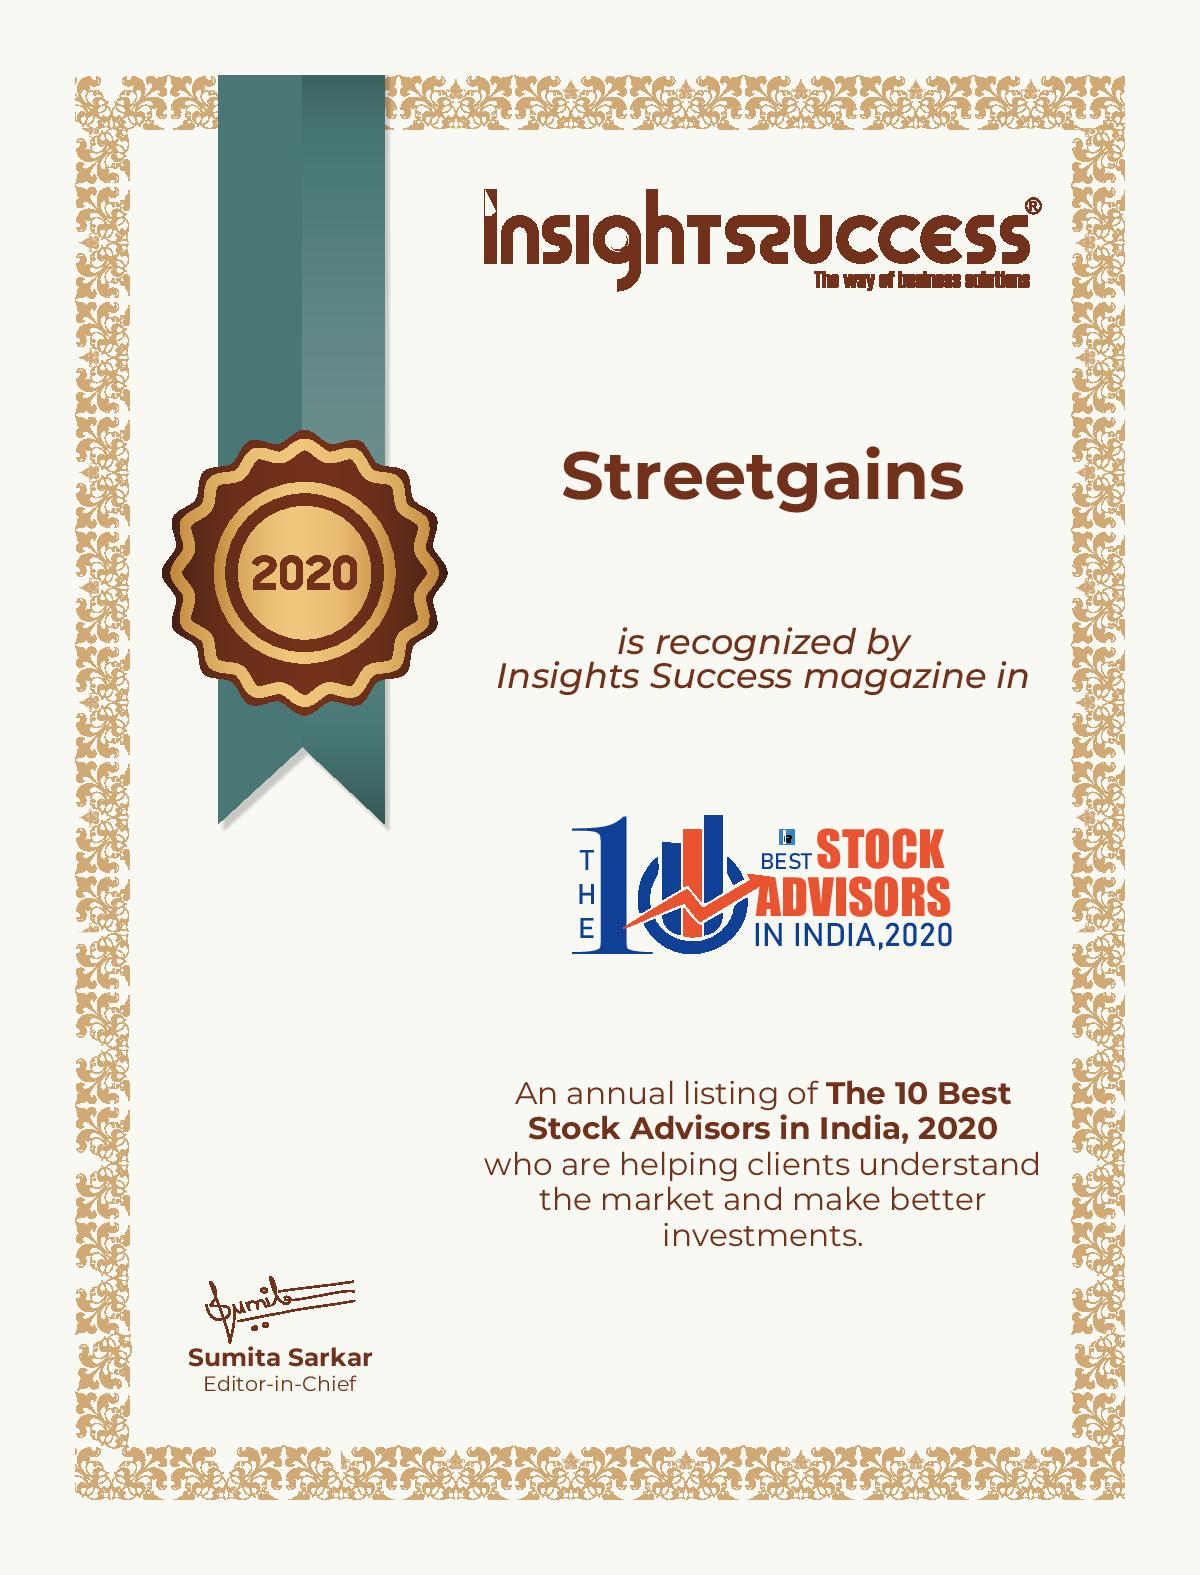 insightssuccess®
The way of business solutions
Streetgains
2020
is recognized by
Insights Success magazine in
THE 10 BEST STOCK
ADVISORS
IN INDIA,2020
An annual listing of The 10 Best
Stock Advisors in India, 2020
who are helping clients understand
the market and make better
investments.
Sumit
Sumita Sarkar
Editor-in-Chief